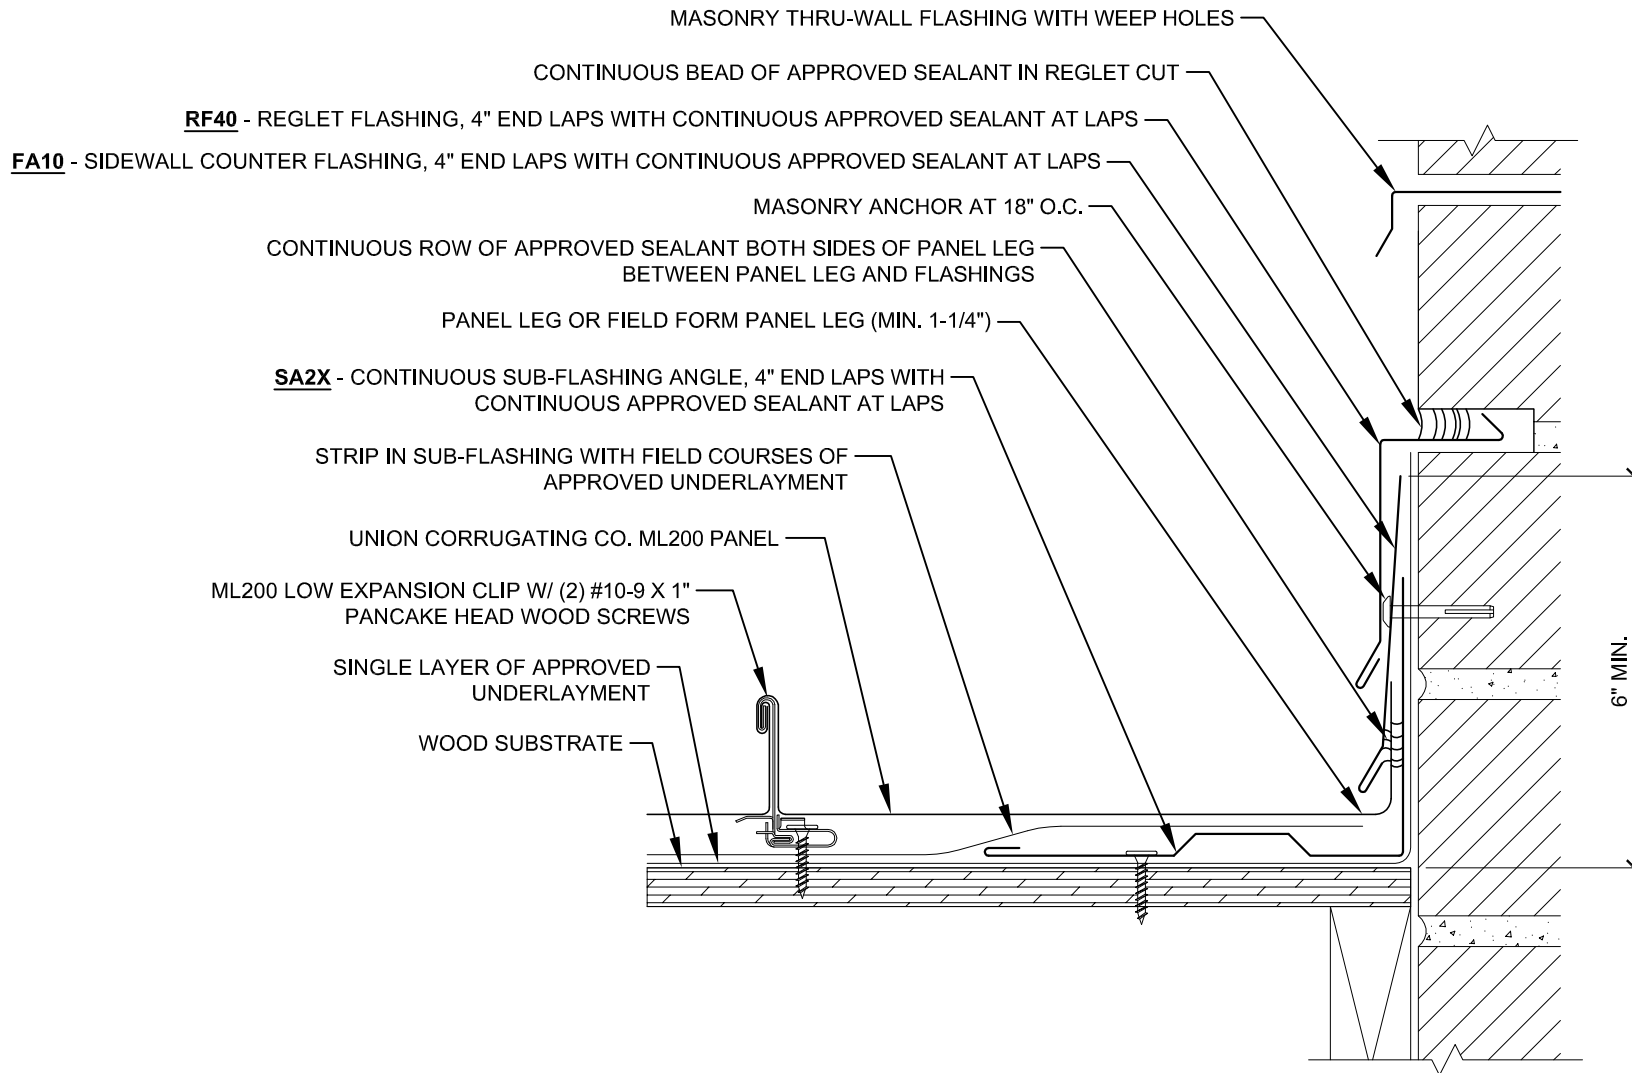 MASONRY THRU-WALL FLASHING WITH WEEP HOLES
CONTINUOUS BEAD OF APPROVED SEALANT IN REGLET CUT
RF40 - REGLET FLASHING, 4" END LAPS WITH CONTINUOUS APPROVED SEALANT AT LAPS
FA10 - SIDEWALL COUNTER FLASHING, 4" END LAPS WITH CONTINUOUS APPROVED SEALANT AT LAPS
MASONRY ANCHOR AT 18" O.C.
CONTINUOUS ROW OF APPROVED SEALANT BOTH SIDES OF PANEL LEG
BETWEEN PANEL LEG AND FLASHINGS
PANEL LEG OR FIELD FORM PANEL LEG (MIN. 1-1/4")
SA2X - CONTINUOUS SUB-FLASHING ANGLE, 4" END LAPS WITH
CONTINUOUS APPROVED SEALANT AT LAPS
STRIP IN SUB-FLASHING WITH FIELD COURSES OF
APPROVED UNDERLAYMENT
UNION CORRUGATING CO. ML200 PANEL
ML200 LOW EXPANSION CLIP W/ (2) #10-9 X 1"
PANCAKE HEAD WOOD SCREWS
SINGLE LAYER OF APPROVED
UNDERLAYMENT
WOOD SUBSTRATE
6" MIN.